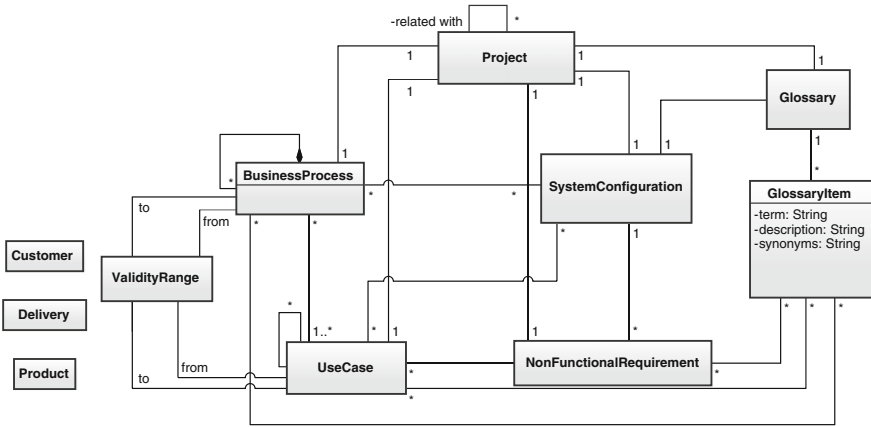 -related with
*
Project
1
1
1
1
1
1
Glossary
1
1
1
1
*
BusinessProcess
*
*
*
SystemConfiguration
GlossaryItem
-term: String
-description: String
-synonyms: String
to
from
*
*
*
1
Customer
ValidityRange
Delivery
*
1..*
*
1
1
*
*
*
*
Product
from
to
UseCase
*
*
NonFunctionalRequirement
*